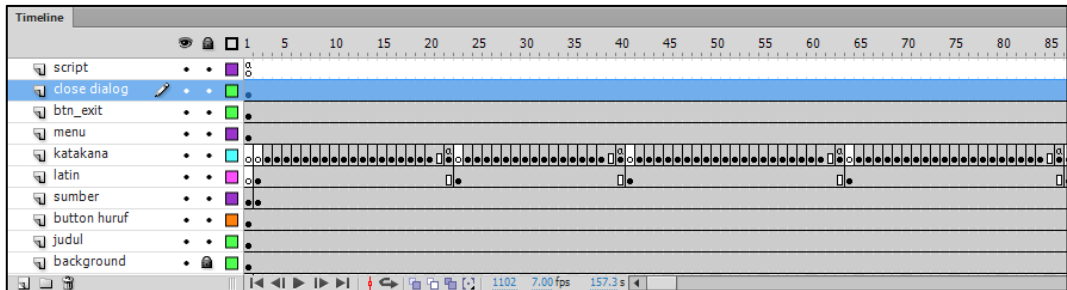 Timeline
1 5 10 15 20 25 30 35 40 45 50 55 60 65 70 75 80 85
script
close dialog
btn_exit
menu
katakana
latin
sumber
button huruf
judul
background
1102 7.00 fps 157.3 s